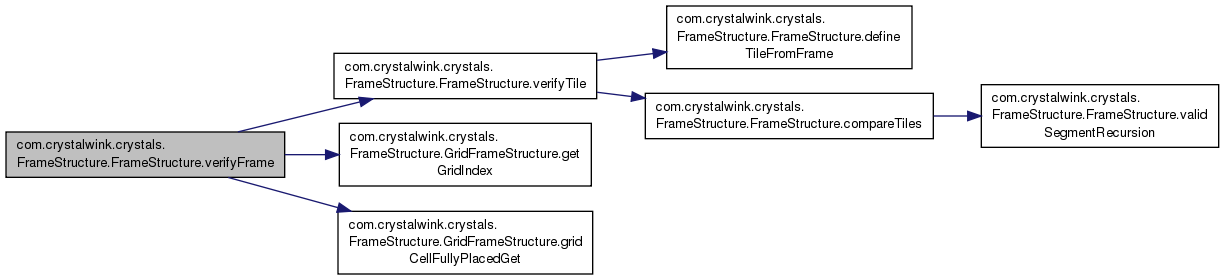 com.crystalwink.crystals.
FrameStructure.FrameStructure.verifyFrame
com.crystalwink.crystals.
FrameStructure.FrameStructure.verifyTile
com.crystalwink.crystals.
FrameStructure.FrameStructure.define
TileFromFrame
com.crystalwink.crystals.
FrameStructure.FrameStructure.compareTiles
com.crystalwink.crystals.
FrameStructure.FrameStructure.valid
SegmentRecursion
com.crystalwink.crystals.
FrameStructure.GridFrameStructure.get
GridIndex
com.crystalwink.crystals.
FrameStructure.GridFrameStructure.grid
CellFullyPlacedGet